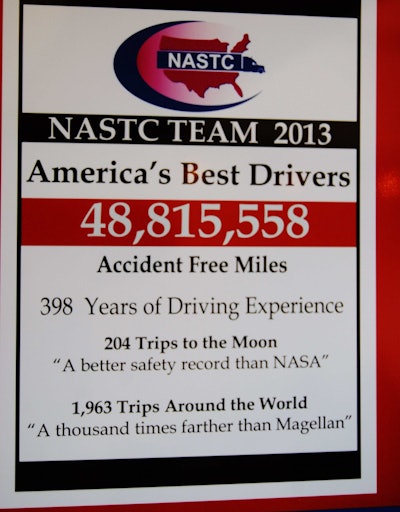 NASTC
NASTC TEAM 2013
America's Best Drivers
48,815,558
Accident Free Miles
398 Years of Driving Experience
204 Trips to the Moon
"A better safety record than NASA"
1,963 Trips Around the World
"A thousand times farther than Magellan"